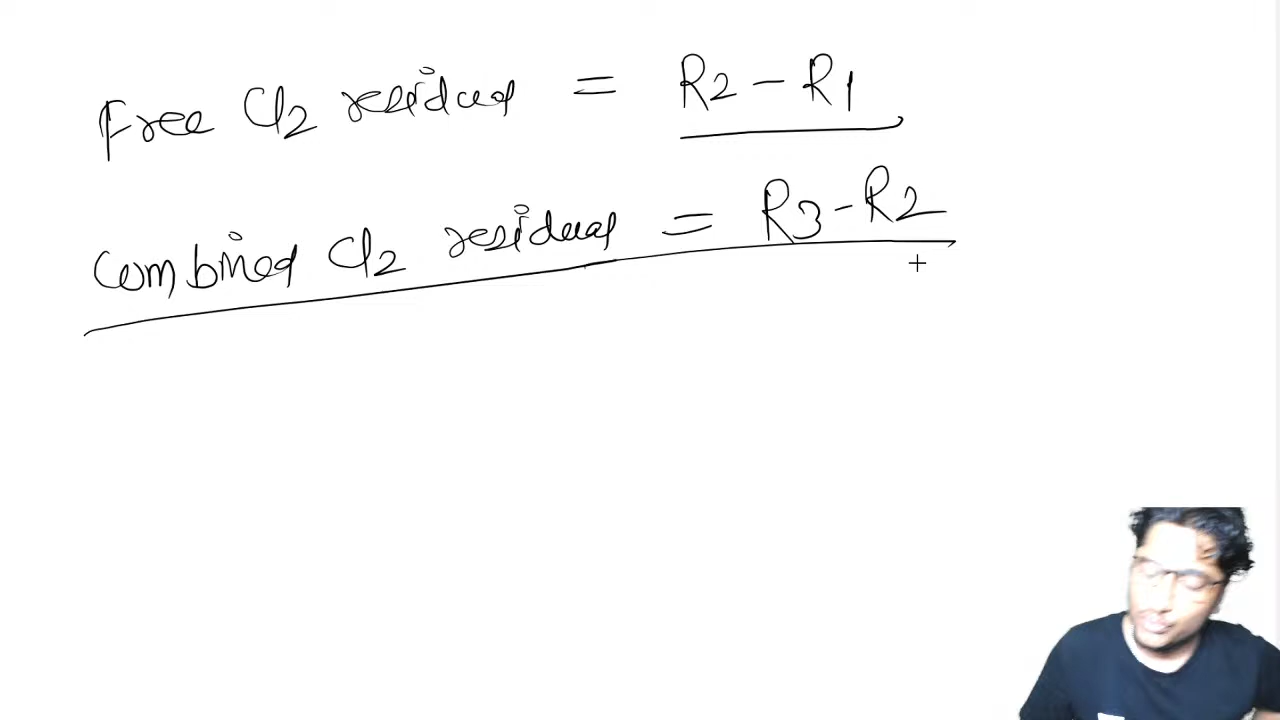 Free Cl2 residual = R2 - R1
Combined Cl2 residual = R3 - R2